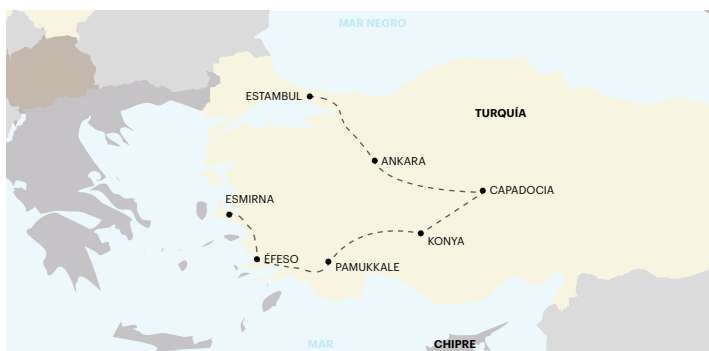 MAR NEGRO
ESTAMBUL
TURQUÍA
ANKARA
CAPADOCIA
ESMIRNA
KONYA
ÉFESO
PAMUKKALE
MAR
CHIPRE